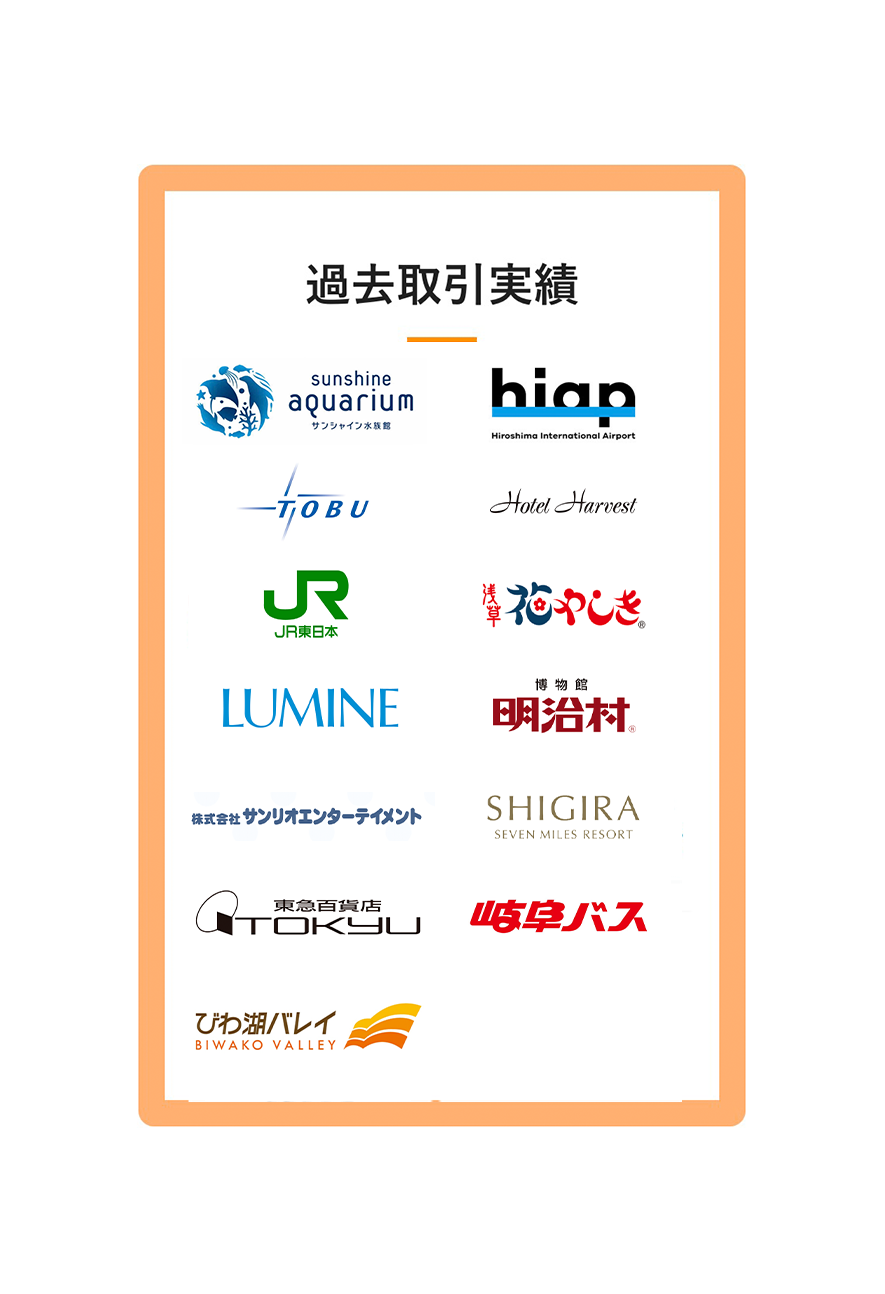 過去取引実績
sunshine
aquarium
サンシャイン水族館
hiap
Hiroshima International Airport
TOBU
Hotel Harvest
JR
JR東日本
浅草
花やしき®
LUMINE
博物館
明治村®
株式会社サンリオエンターテイメント
SHIGIRA
SEVEN MILES RESORT
東急百貨店
TOKYU
岐阜バス
びわ湖バレイ
BIWAKO VALLEY